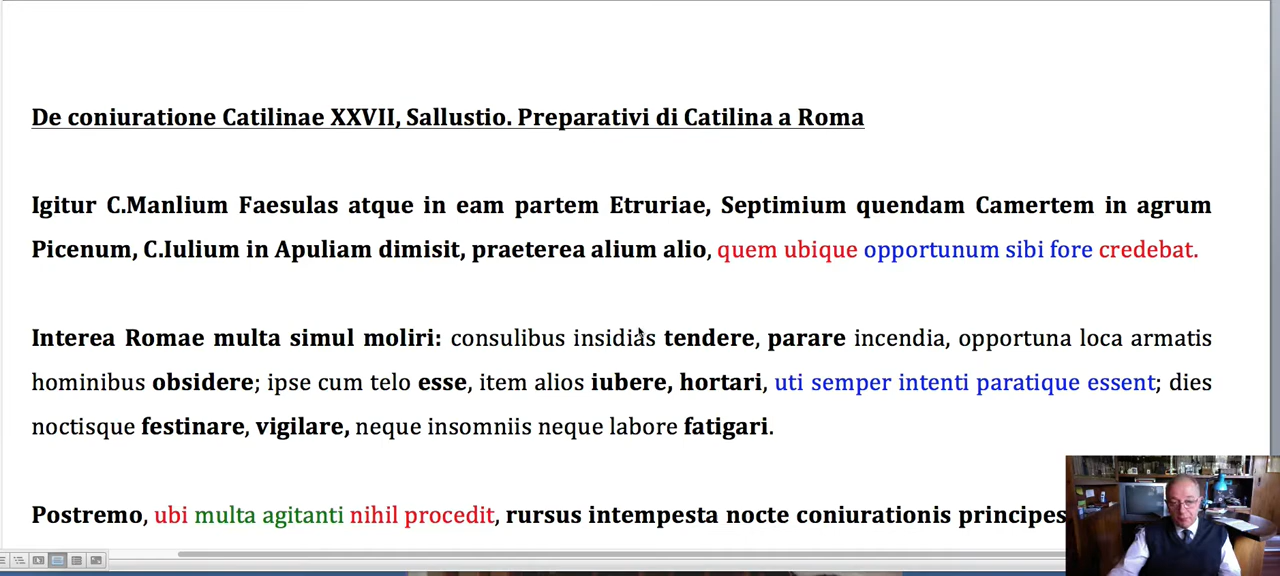 De coniuratione Catilinae XXVII, Sallustio. Preparativi di Catilina a Roma
Igitur C.Manlium Faesulas atque in eam partem Etruriae, Septimium quendam Camertem in agrum
Picenum, C.Iulium in Apuliam dimisit, praeterea alium alio, quem ubique opportunum sibi fore credebat.
Interea Romae multa simul moliri: consulibus insidias tendere, parare incendia, opportuna loca armatis
hominibus obsidere; ipse cum telo esse, item alios iubere, hortari, uti semper intenti paratique essent; dies
noctisque festinare, vigilare, neque insomniis neque labore fatigari.
Postremo, ubi multa agitanti nihil procedit, rursus intempesta nocte coniurationis principes